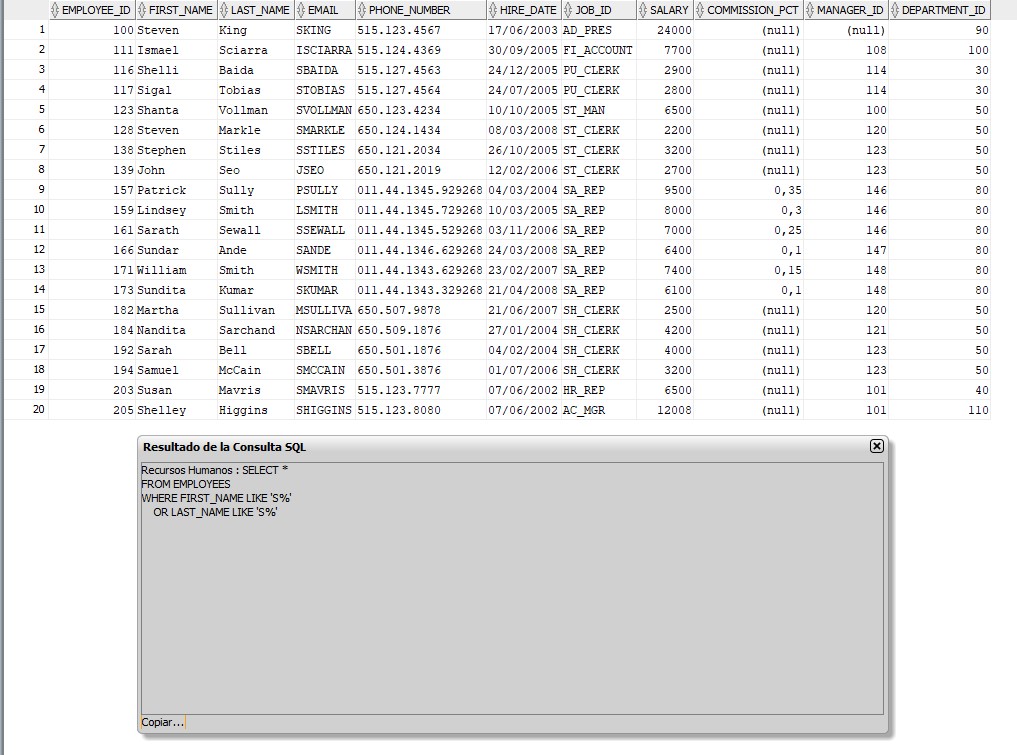 EMPLOYEE_ID FIRST_NAME LAST_NAME EMAIL PHONE_NUMBER HIRE_DATE JOB_ID SALARY COMMISSION_PCT MANAGER_ID DEPARTMENT_ID
1 100 Steven King SKING 515.123.4567 17/06/2003 AD_PRES 24000 (null) (null) 90
2 111 Ismael Sciarra ISCIARRA 515.124.4369 30/09/2005 FI_ACCOUNT 7700 (null) 108 100
3 116 Shelli Baida SBAIDA 515.127.4563 24/12/2005 PU_CLERK 2900 (null) 114 30
4 117 Sigal Tobias STOBIAS 515.127.4564 24/07/2005 PU_CLERK 2800 (null) 114 30
5 123 Shanta Vollman SVOLLMAN 650.123.4234 10/10/2005 ST_MAN 6500 (null) 100 50
6 128 Steven Markle SMARKLE 650.124.1434 08/03/2008 ST_CLERK 2200 (null) 120 50
7 138 Stephen Stiles SSTILES 650.121.2034 26/10/2005 ST_CLERK 3200 (null) 123 50
8 139 John Seo JSEO 650.121.2019 12/02/2006 ST_CLERK 2700 (null) 123 50
9 157 Patrick Sully PSULLY 011.44.1345.929268 04/03/2004 SA_REP 9500 0,35 146 80
10 159 Lindsey Smith LSMITH 011.44.1345.729268 10/03/2005 SA_REP 8000 0,3 146 80
11 161 Sarath Sewall SSEWALL 011.44.1345.529268 03/11/2006 SA_REP 7000 0,25 146 80
12 166 Sundar Ande SANDE 011.44.1346.629268 24/03/2008 SA_REP 6400 0,1 147 80
13 171 William Smith WSMITH 011.44.1343.629268 23/02/2007 SA_REP 7400 0,15 148 80
14 173 Sundita Kumar SKUMAR 011.44.1343.329268 21/04/2008 SA_REP 6100 0,1 148 80
15 182 Martha Sullivan MSULLIVA 650.507.9878 21/06/2007 SH_CLERK 2500 (null) 120 50
16 184 Nandita Sarchand NSARCHAN 650.509.1876 27/01/2004 SH_CLERK 4200 (null) 121 50
17 192 Sarah Bell SBELL 650.501.1876 04/02/2004 SH_CLERK 4000 (null) 123 50
18 194 Samuel McCain SMCCAIN 650.501.3876 01/07/2006 SH_CLERK 3200 (null) 123 50
19 203 Susan Mavris SMAVRIS 515.123.7777 07/06/2002 HR_REP 6500 (null) 101 40
20 205 Shelley Higgins SHIGGINS 515.123.8080 07/06/2002 AC_MGR 12008 (null) 101 110
Resultado de la Consulta SQL
Recursos Humanos : SELECT *
FROM EMPLOYEES
WHERE FIRST_NAME LIKE 'S%'
OR LAST_NAME LIKE 'S%'
Copiar...